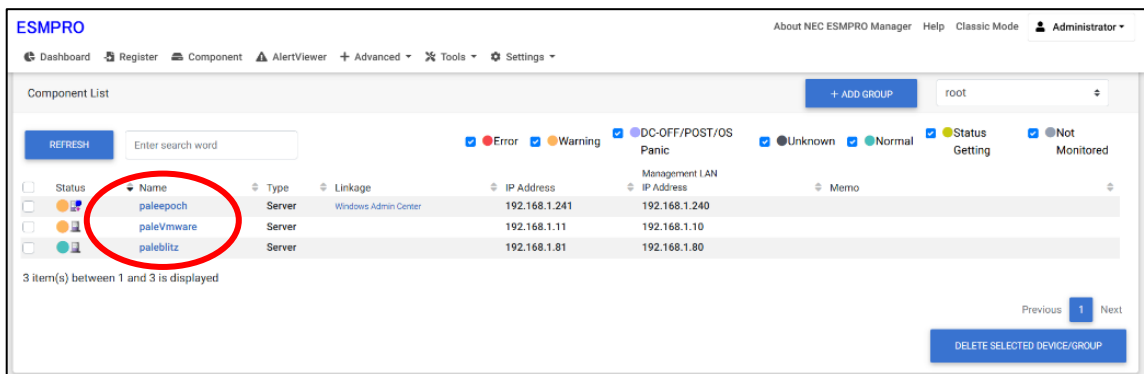 ESMPRO
About NEC ESMPRO Manager Help Classic Mode Administrator
Dashboard Register Component AlertViewer + Advanced Tools Settings
Component List + ADD GROUP root
REFRESH Enter search word Error Warning DC-OFF/POST/OS Panic Unknown Normal Status Getting Not Monitored
Status Name Type Linkage IP Address Management LAN IP Address Memo
paleepoch Server Windows Admin Center 192.168.1.241 192.168.1.240
paleVmware Server 192.168.1.11 192.168.1.10
paleblitz Server 192.168.1.81 192.168.1.80
3 item(s) between 1 and 3 is displayed
Previous 1 Next
DELETE SELECTED DEVICE/GROUP